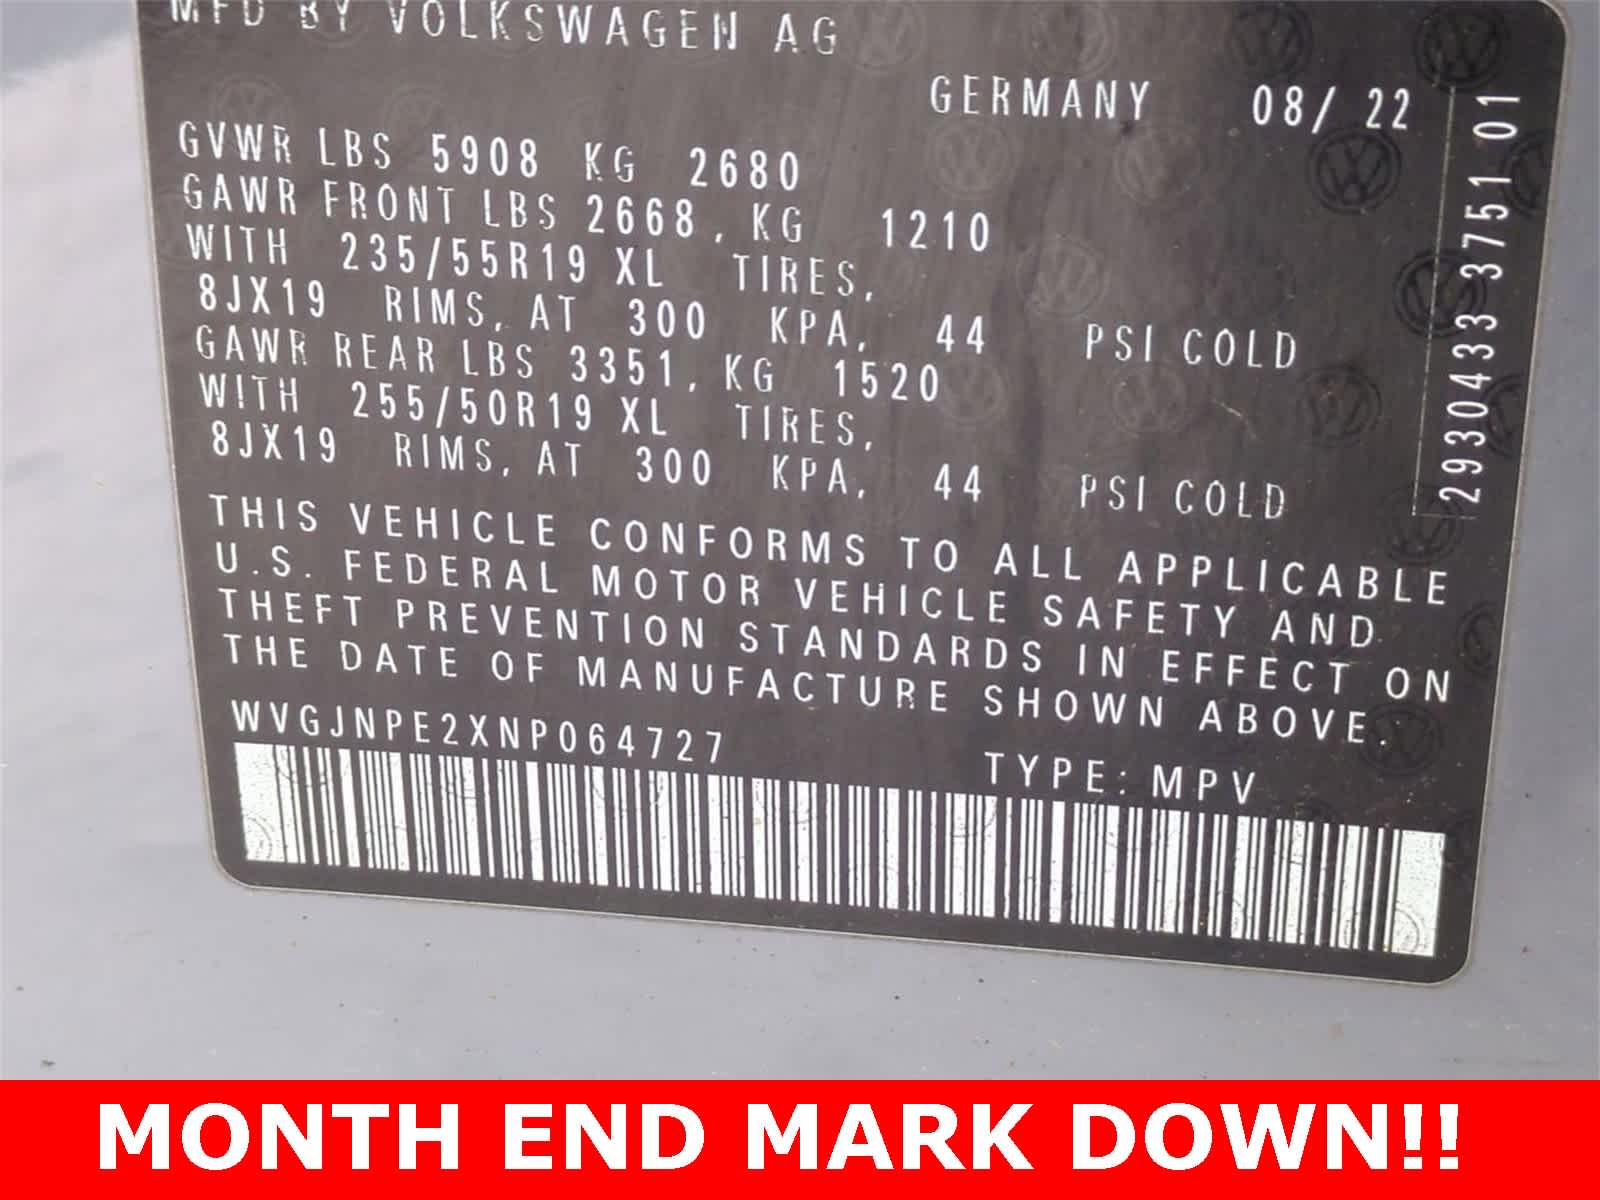 MFD BY VOLKSWAGEN AG
GERMANY 08/ 22
GVWR LBS 5908 KG 2680
GAWR FRONT LBS 2668, KG 1210
WITH 235/55R19 XL TIRES,
8JX19 RIMS, AT 300 KPA, 44 PSI COLD
GAWR REAR LBS 3351, KG 1520
WITH 255/50R19 XL TIRES,
8JX19 RIMS, AT 300 KPA, 44 PSI COLD
THIS VEHICLE CONFORMS TO ALL APPLICABLE
U.S. FEDERAL MOTOR VEHICLE SAFETY AND
THEFT PREVENTION STANDARDS IN EFFECT ON
THE DATE OF MANUFACTURE SHOWN ABOVE.
WVGJNPE2XNP064727
TYPE: MPV
2930433 3751 01
MONTH END MARK DOWN!!